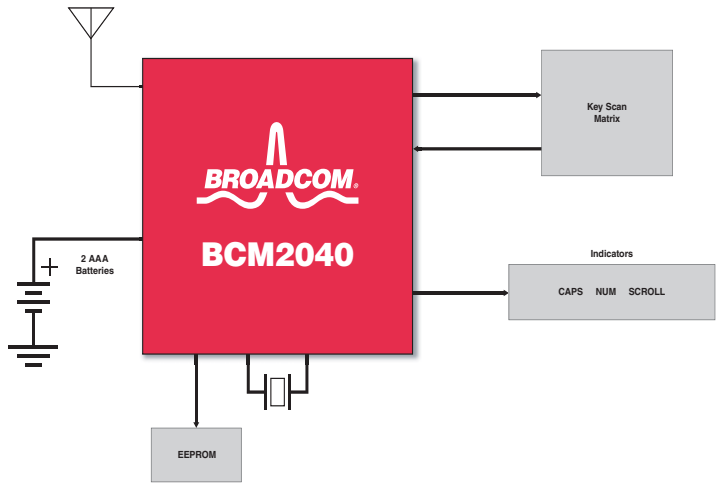 Key Scan
Matrix
BROADCOM®
BCM2040
2 AAA
Batteries
+
Indicators
CAPS NUM SCROLL
EEPROM